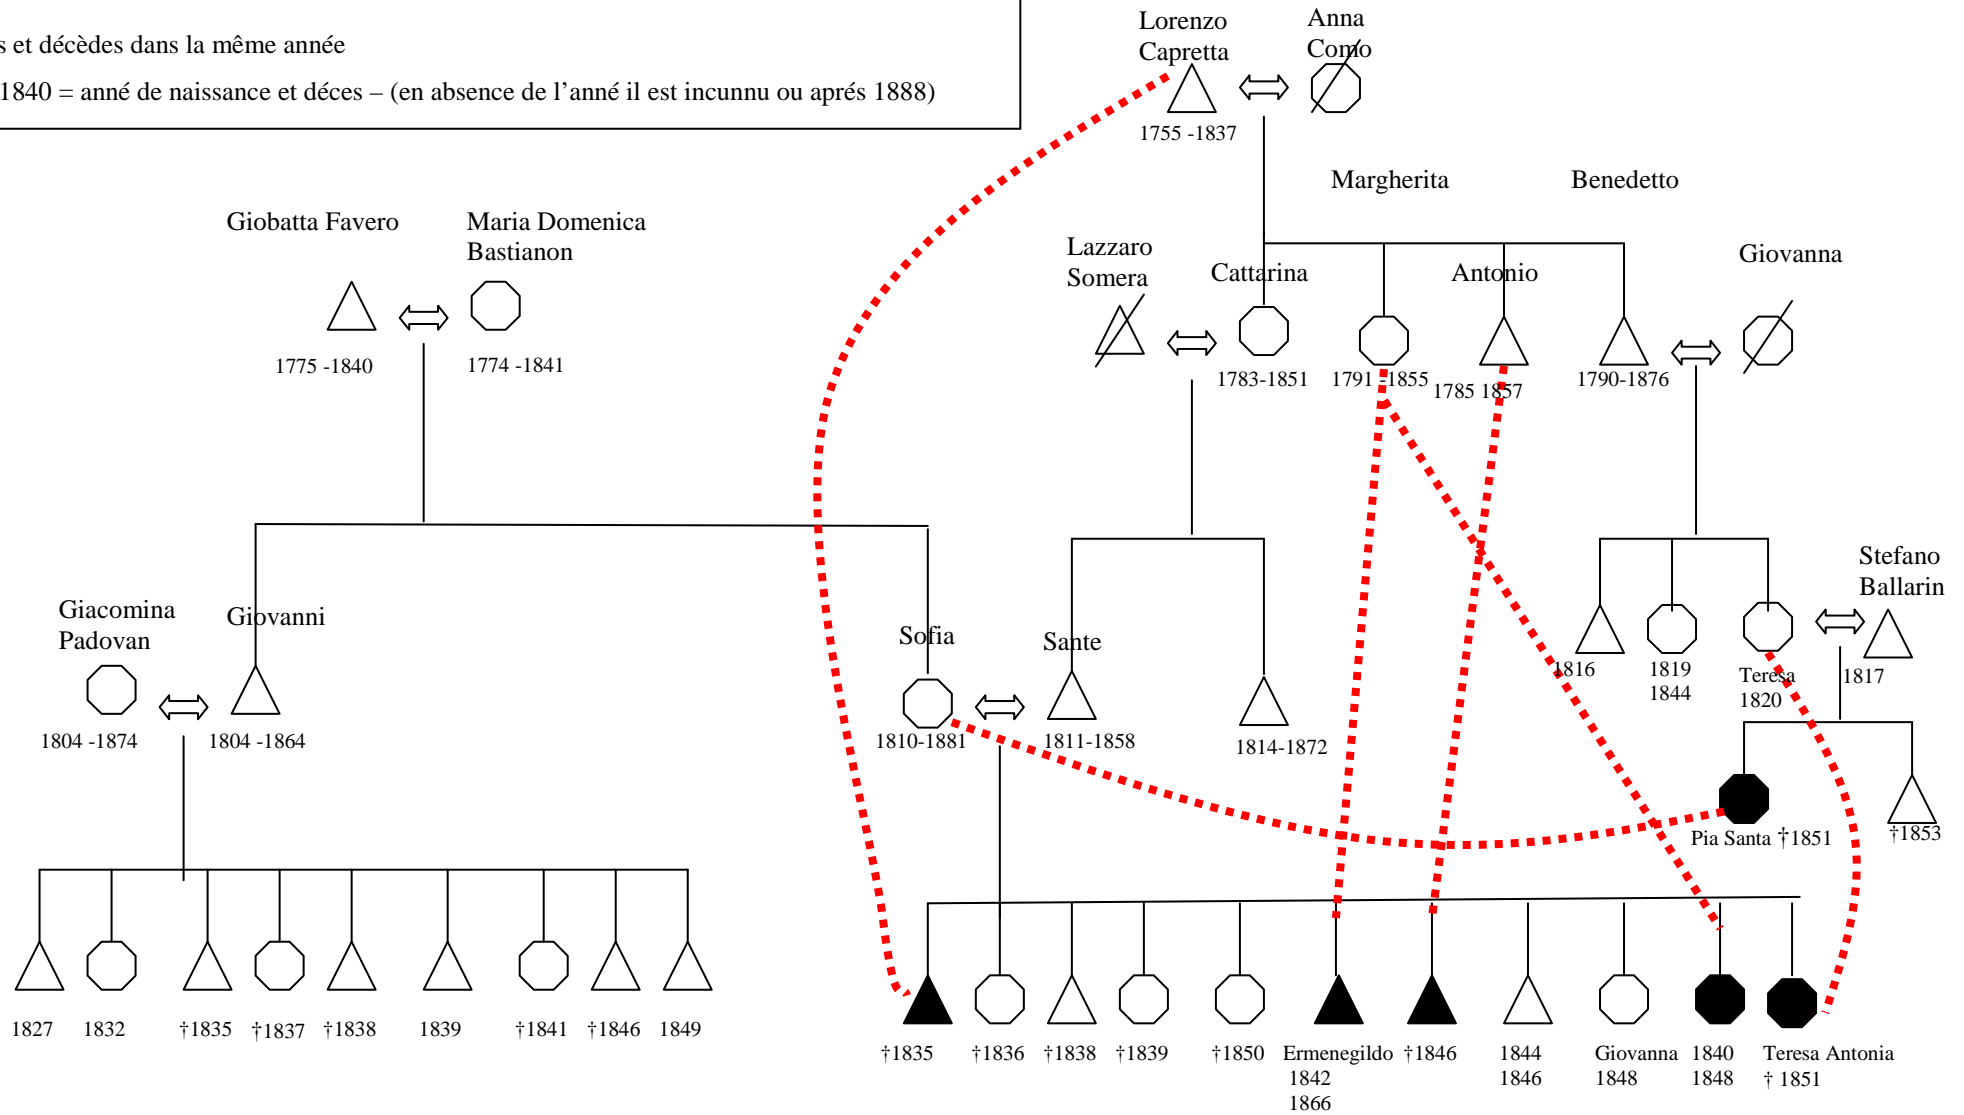 s et décèdes dans la même année
1840 = anné de naissance et déces – (en absence de l'anné il est incunnu ou aprés 1888)
Lorenzo
Capretta
Anna
Como
1755 -1837
Margherita
Benedetto
Giobatta Favero
Maria Domenica
Bastianon
Lazzaro
Somera
Cattarina
Antonio
Giovanna
1775 -1840
1774 -1841
1783-1851
1791 -1855
1785 1857
1790-1876
Giacomina
Padovan
Giovanni
Sofia
Sante
Stefano
Ballarin
1816
1819
1844
Teresa
1820
1817
1804 -1874
1804 -1864
1810-1881
1811-1858
1814-1872
Pia Santa †1851
†1853
1827
1832
†1835
†1837
†1838
1839
†1841
†1846
1849
†1835
†1836
†1838
†1839
†1850
Ermenegildo
1842
1866
†1846
1844
1846
Giovanna
1848
1840
1848
Teresa Antonia
† 1851